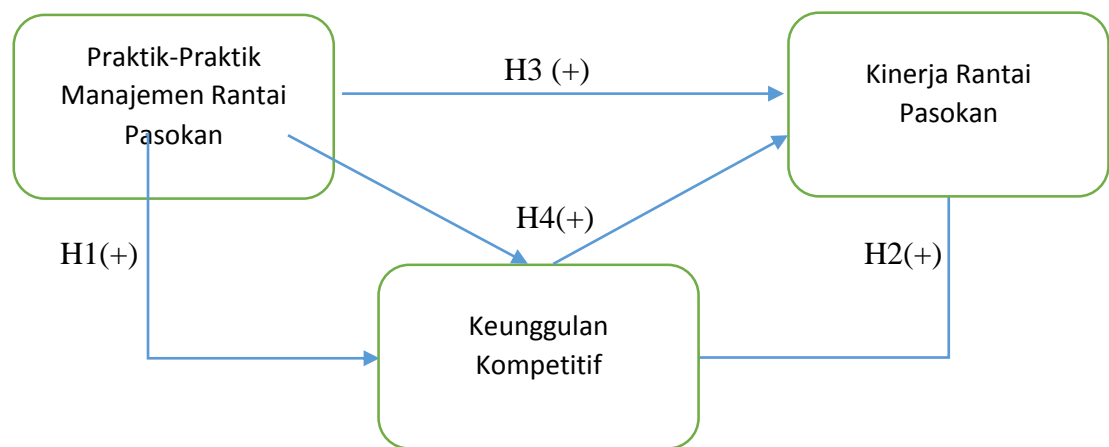 Praktik-Praktik
Manajemen Rantai
Pasokan
H3 (+)
Kinerja Rantai
Pasokan
H1(+)
H4(+)
H2(+)
Keunggulan
Kompetitif